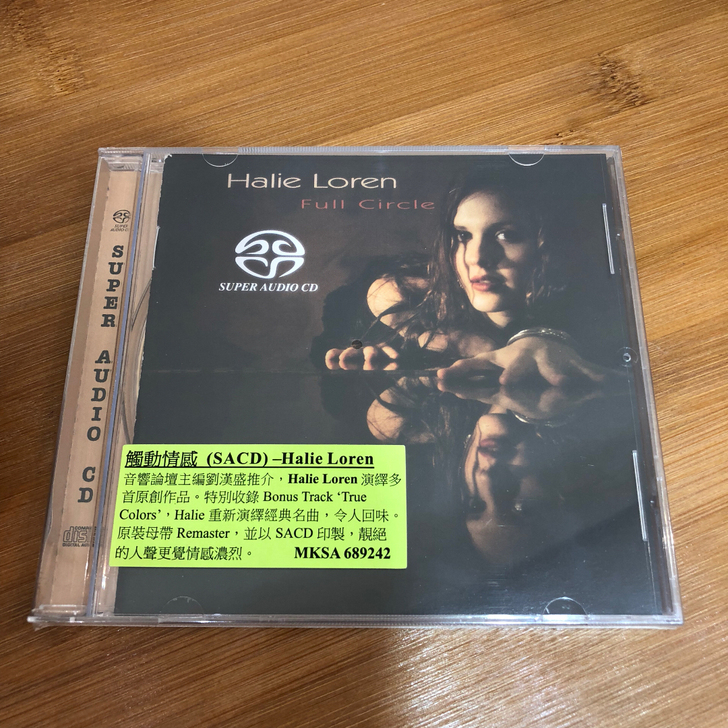 Halie Loren
Full Circle
SUPER AUDIO CD
SUPER AUDIO CD
SUPER AUDIO CD
觸動情感 (SACD) –Halie Loren
音響論壇主編劉漢盛推介，Halie Loren 演繹多
首原創作品。特別收錄 Bonus Track ‘True
Colors’，Halie 重新演繹經典名曲，令人回味。
原裝母帶 Remaster，並以 SACD 印製，靚絕
的人聲更覺情感濃烈。 MKSA 689242
disc